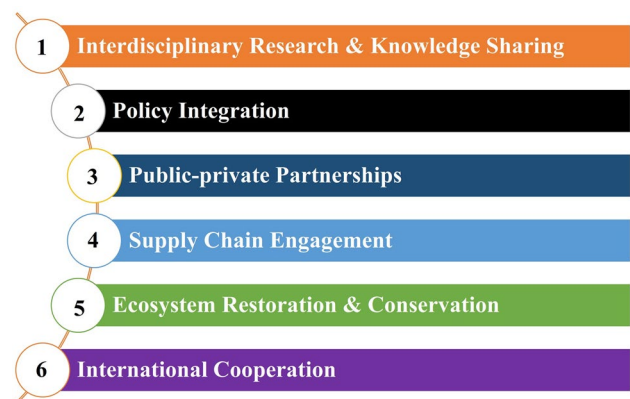 1 Interdisciplinary Research & Knowledge Sharing
2 Policy Integration
3 Public-private Partnerships
4 Supply Chain Engagement
5 Ecosystem Restoration & Conservation
6 International Cooperation